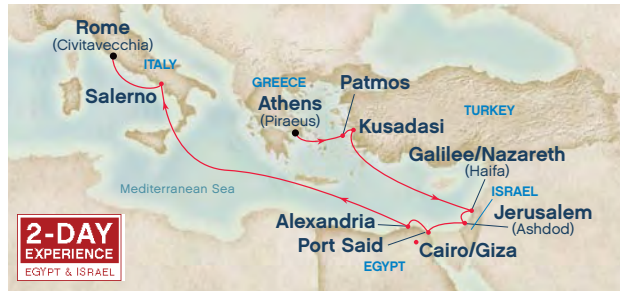 Rome
(Civitavecchia)
ITALY
Salerno
GREECE
Athens
(Piraeus)
Patmos
Kusadasi
TURKEY
Galilee/Nazareth
(Haifa)
ISRAEL
Jerusalem
(Ashdod)
Mediterranean Sea
Alexandria
Port Said
Cairo/Giza
EGYPT
2-DAY
EXPERIENCE
EGYPT & ISRAEL